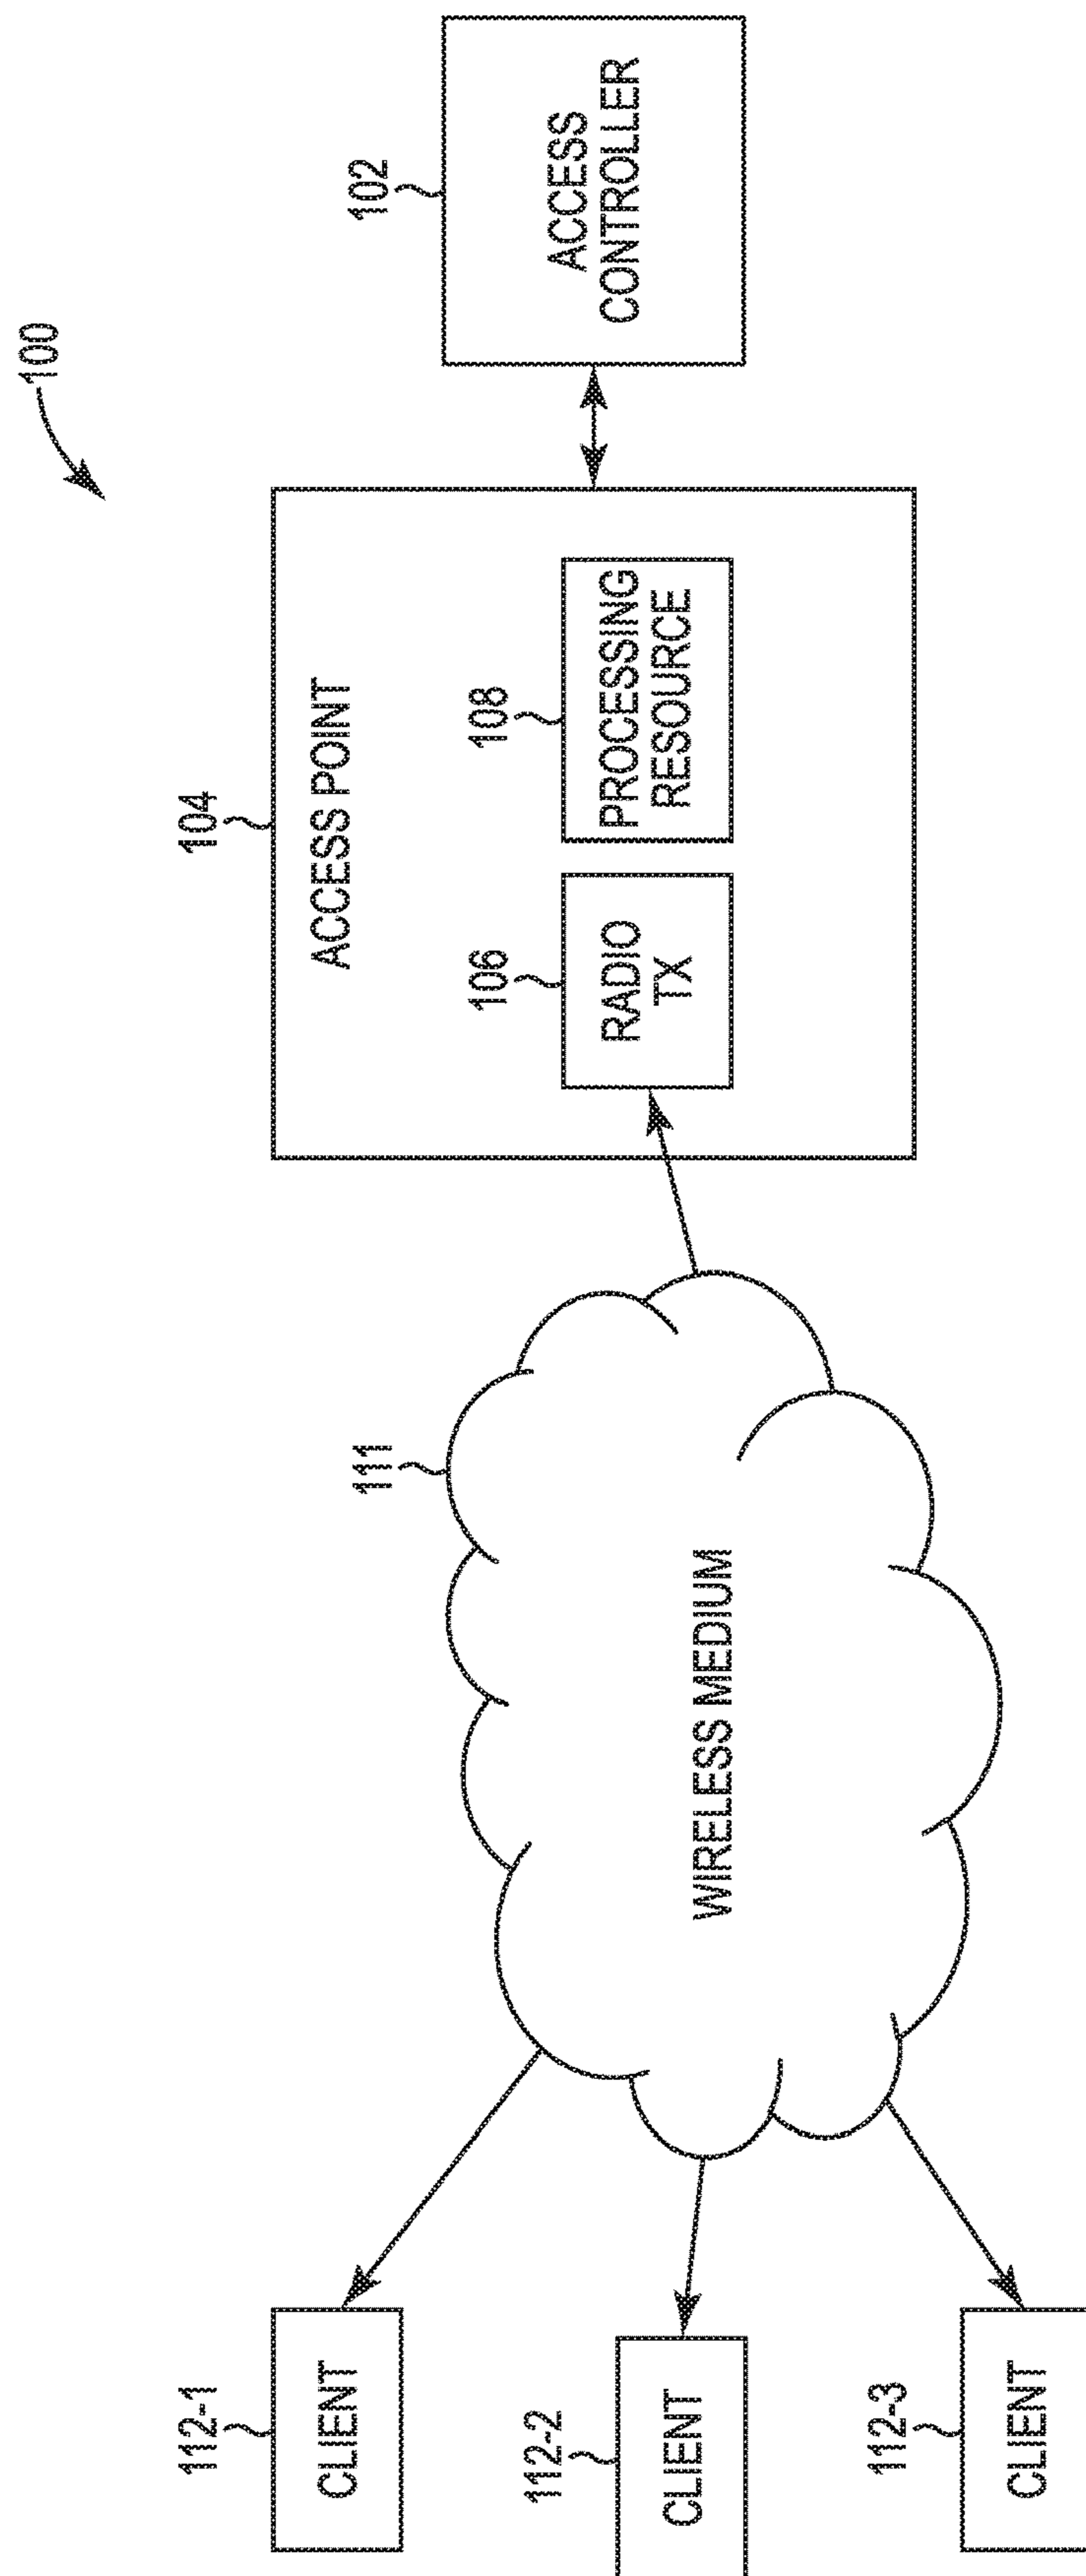 100
112-1
CLIENT
112-2
CLIENT
112-3
CLIENT
111
WIRELESS MEDIUM
104
ACCESS POINT
106
RADIO
TX
108
PROCESSING
RESOURCE
102
ACCESS
CONTROLLER